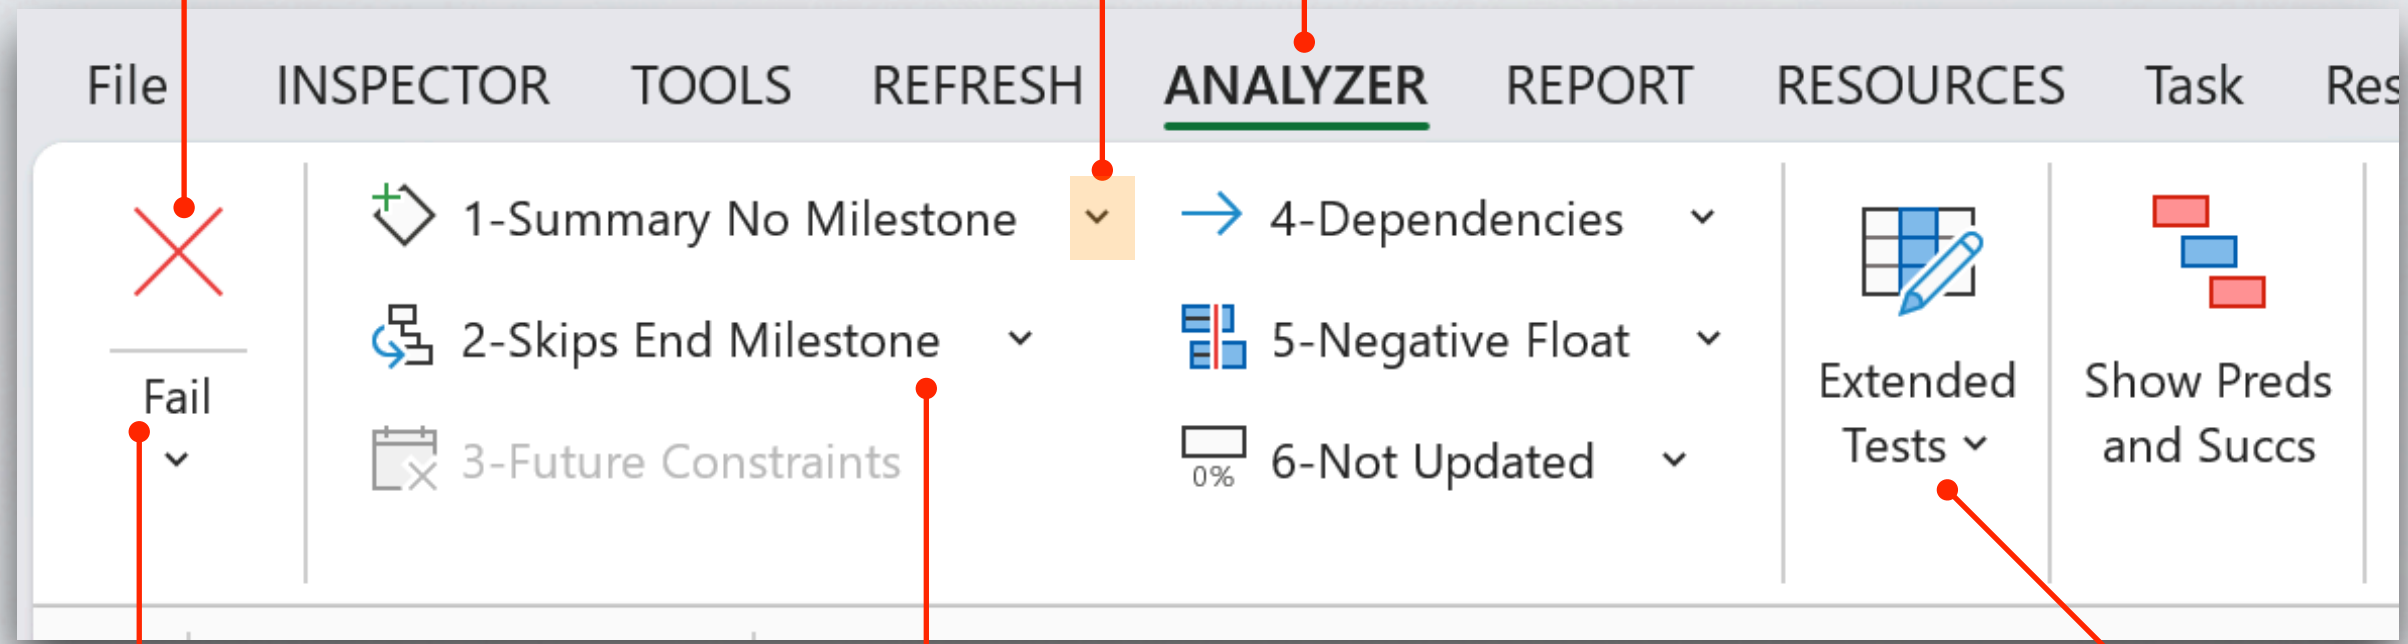 File INSPECTOR TOOLS REFRESH ANALYZER REPORT RESOURCES Task Res
Fail
1-Summary No Milestone
2-Skips End Milestone
3-Future Constraints
4-Dependencies
5-Negative Float
0%
6-Not Updated
Extended
Tests
Show Preds
and Succs